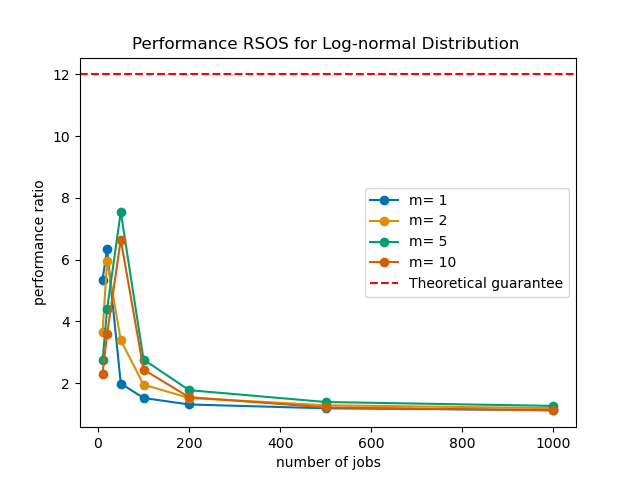 Performance RSOS for Log-normal Distribution
performance ratio
12
10
8
6
4
2
m= 1
m= 2
m= 5
m= 10
Theoretical guarantee
0
200
400
600
800
1000
number of jobs